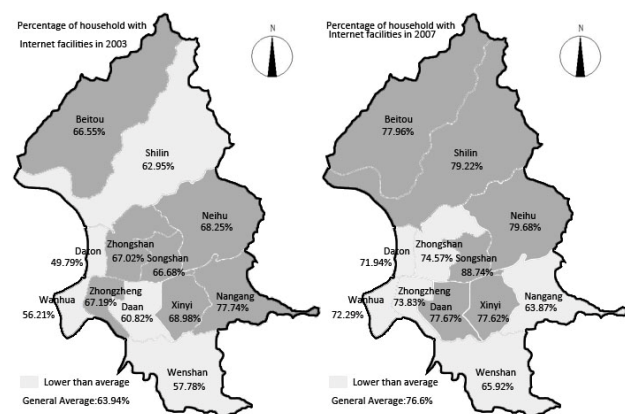 Percentage of household with
Internet facilities in 2003
N
Beitou
66.55%
Shilin
62.95%
Neihu
68.25%
Zhongshan
67.02%
Songshan
66.68%
Daton
49.79%
Wanhua
56.21%
Zhongzheng
67.19%
Daan
60.82%
Xinyi
68.98%
Nangang
77.74%
Wenshan
57.78%
Lower than average
General Average:63.94%
Percentage of household with
Internet facilities in 2007
N
Beitou
77.96%
Shilin
79.22%
Neihu
79.68%
Zhongshan
74.57%
Songshan
88.74%
Daton
71.94%
Wanhua
72.29%
Zhongzheng
73.83%
Daan
77.67%
Xinyi
77.62%
Nangang
63.87%
Wenshan
65.92%
Lower than average
General Average:76.6%